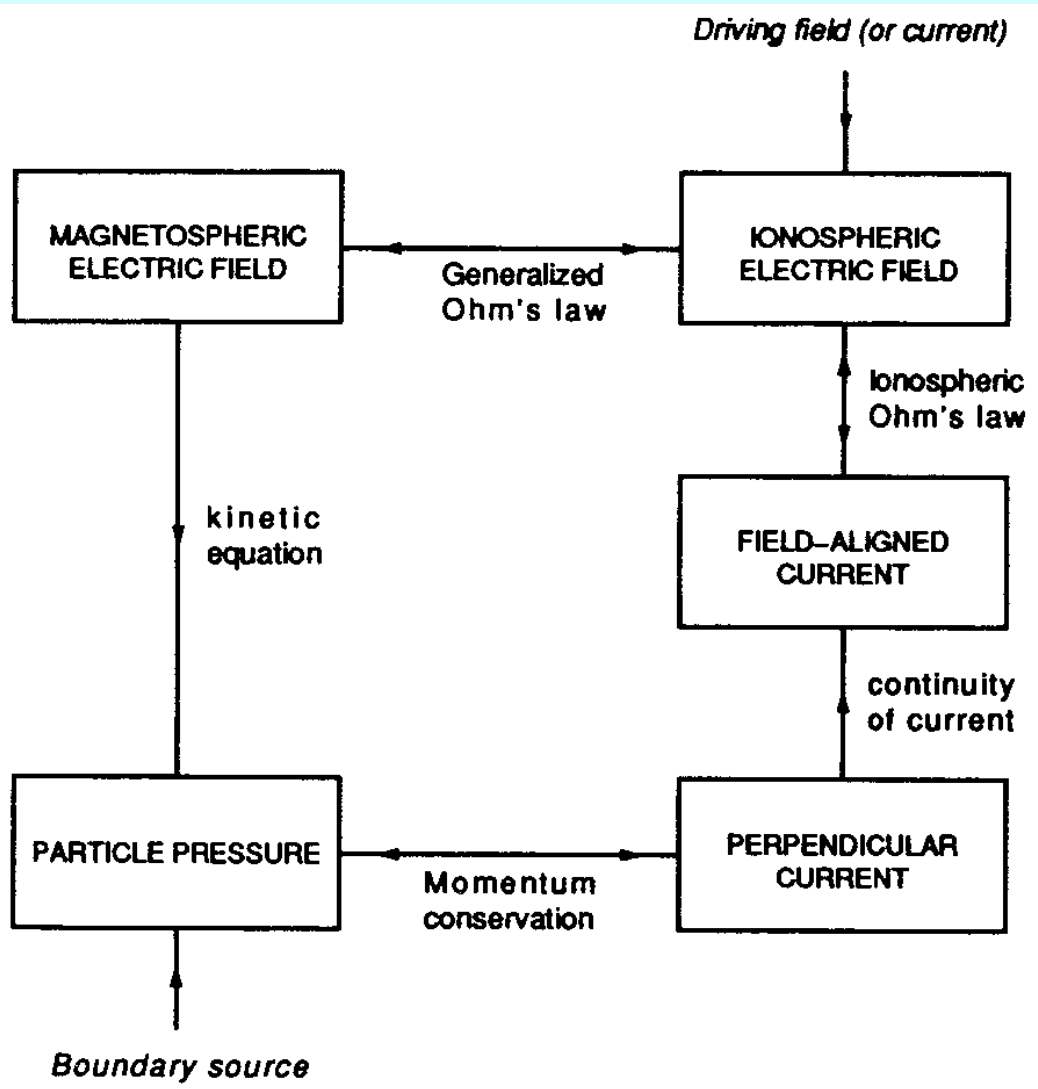 Driving field (or current)
MAGNETOSPHERIC
ELECTRIC FIELD
Generalized
Ohm's law
IONOSPHERIC
ELECTRIC FIELD
Ionospheric
Ohm's law
kinetic
equation
FIELD–ALIGNED
CURRENT
continuity
of current
PARTICLE PRESSURE
Momentum
conservation
PERPENDICULAR
CURRENT
Boundary source